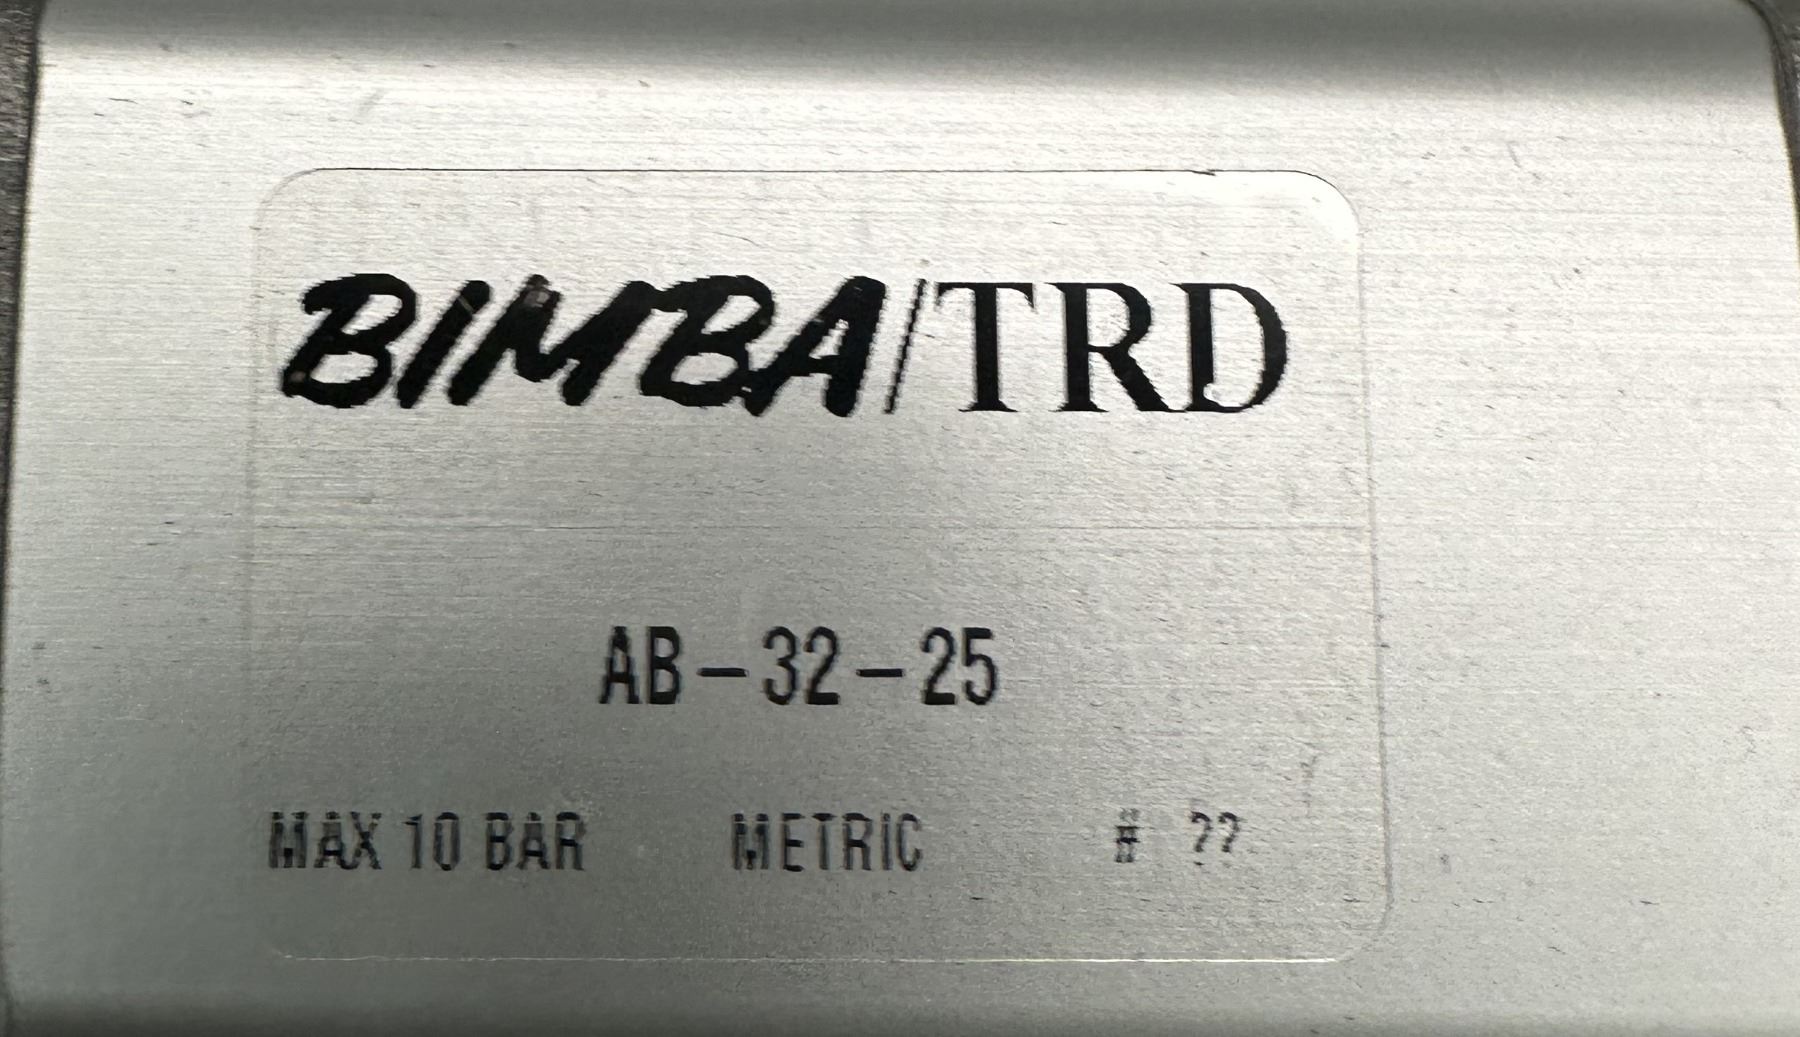 BIMBA/TRD
AB-32-25
MAX 10 BAR METRIC # ??